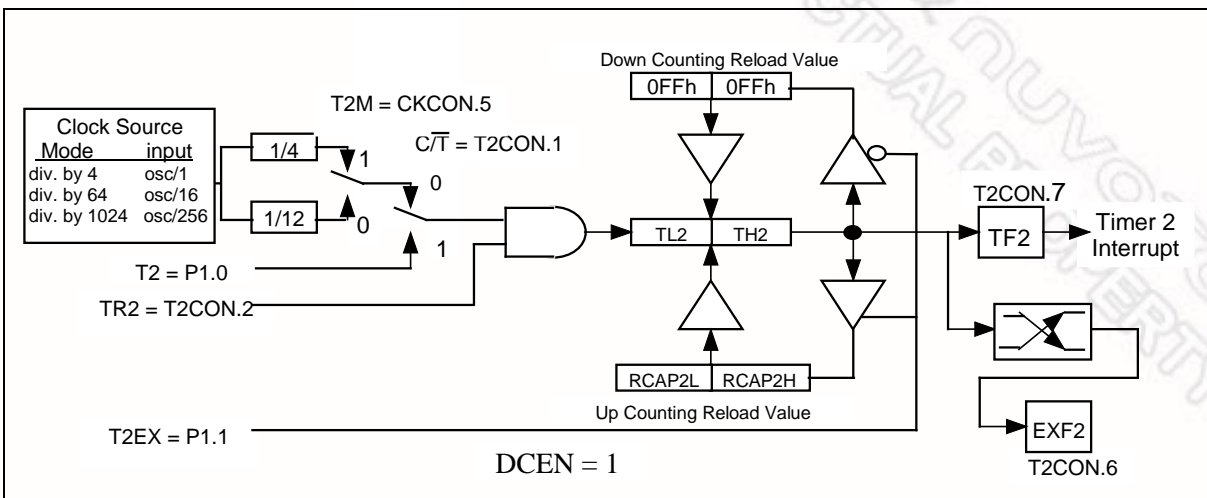 Down Counting Reload Value
0FFh 0FFh
T2M = CKCON.5
Clock Source
Mode input
div. by 4 osc/1
div. by 64 osc/16
div. by 1024 osc/256
1/4
1/12
1
0
C/T = T2CON.1
0
1
T2 = P1.0
TR2 = T2CON.2
TL2 TH2
T2CON.7
TF2
Timer 2
Interrupt
RCAP2L RCAP2H
Up Counting Reload Value
T2EX = P1.1
DCEN = 1
EXF2
T2CON.6
NUVOTO
CTUAL PROPERTY